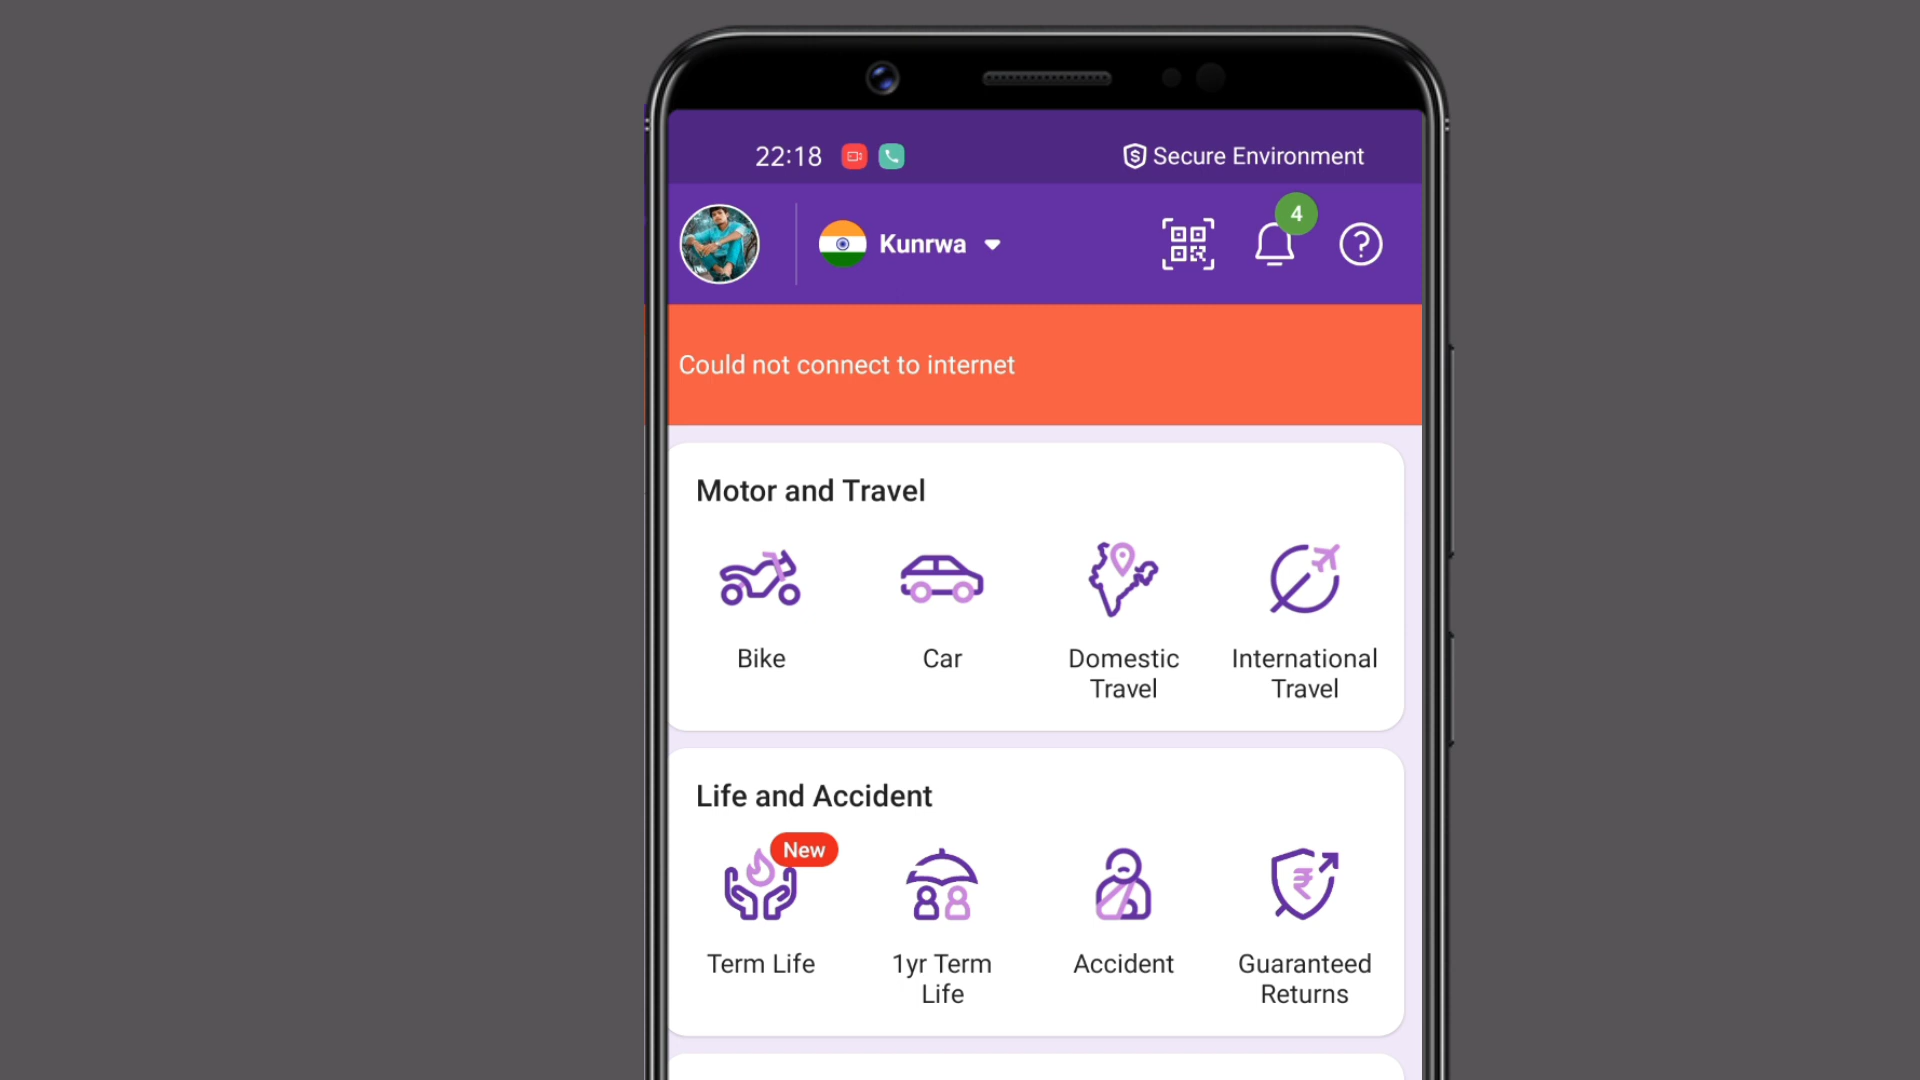 22:18 Secure Environment
Kunrwa
4
Could not connect to internet
Motor and Travel
Bike
Car
Domestic
Travel
International
Travel
Life and Accident
New
Term Life
1yr Term
Life
Accident
Guaranteed
Returns